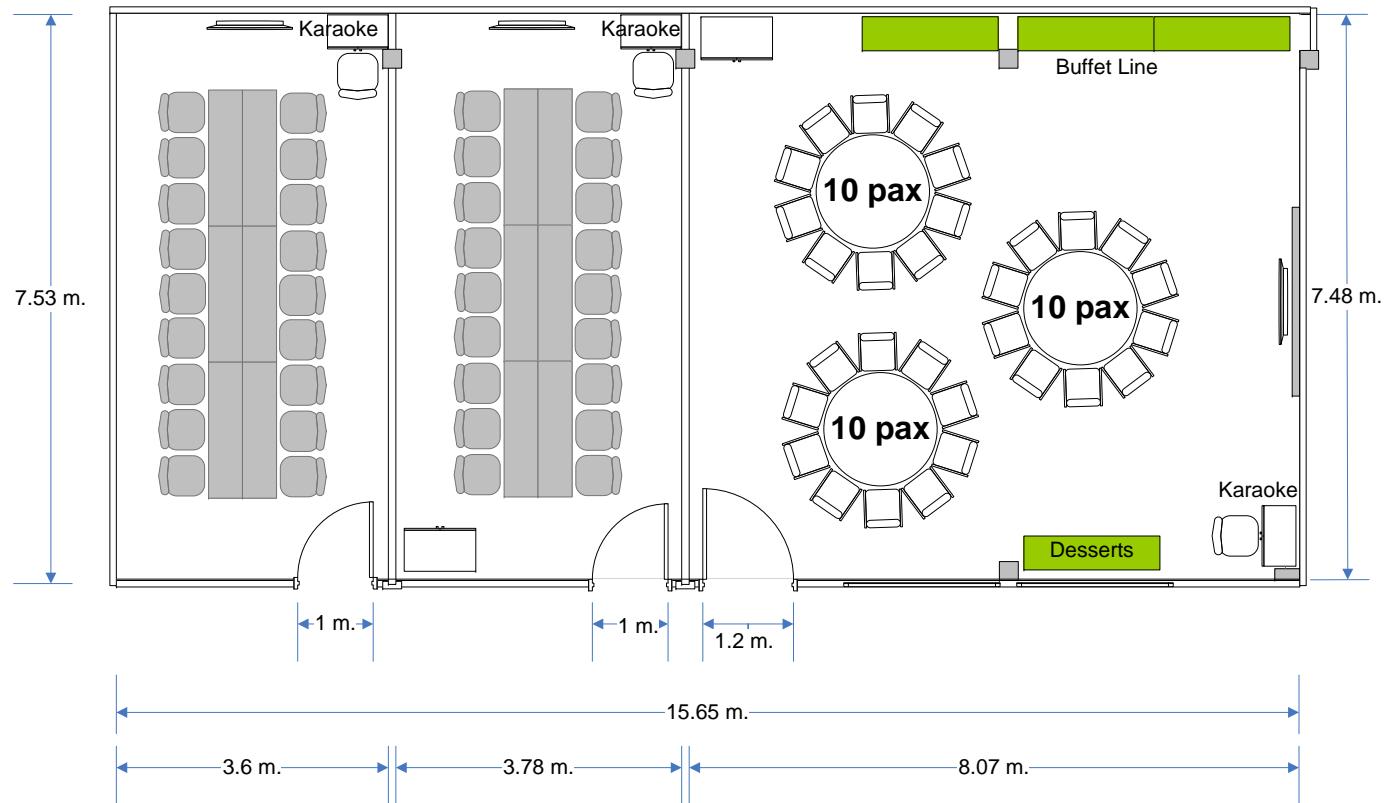 Karaoke
Karaoke
Buffet Line
10 pax
10 pax
10 pax
7.53 m.
7.48 m.
Karaoke
Desserts
1 m.
1 m.
1.2 m.
15.65 m.
3.6 m.
3.78 m.
8.07 m.